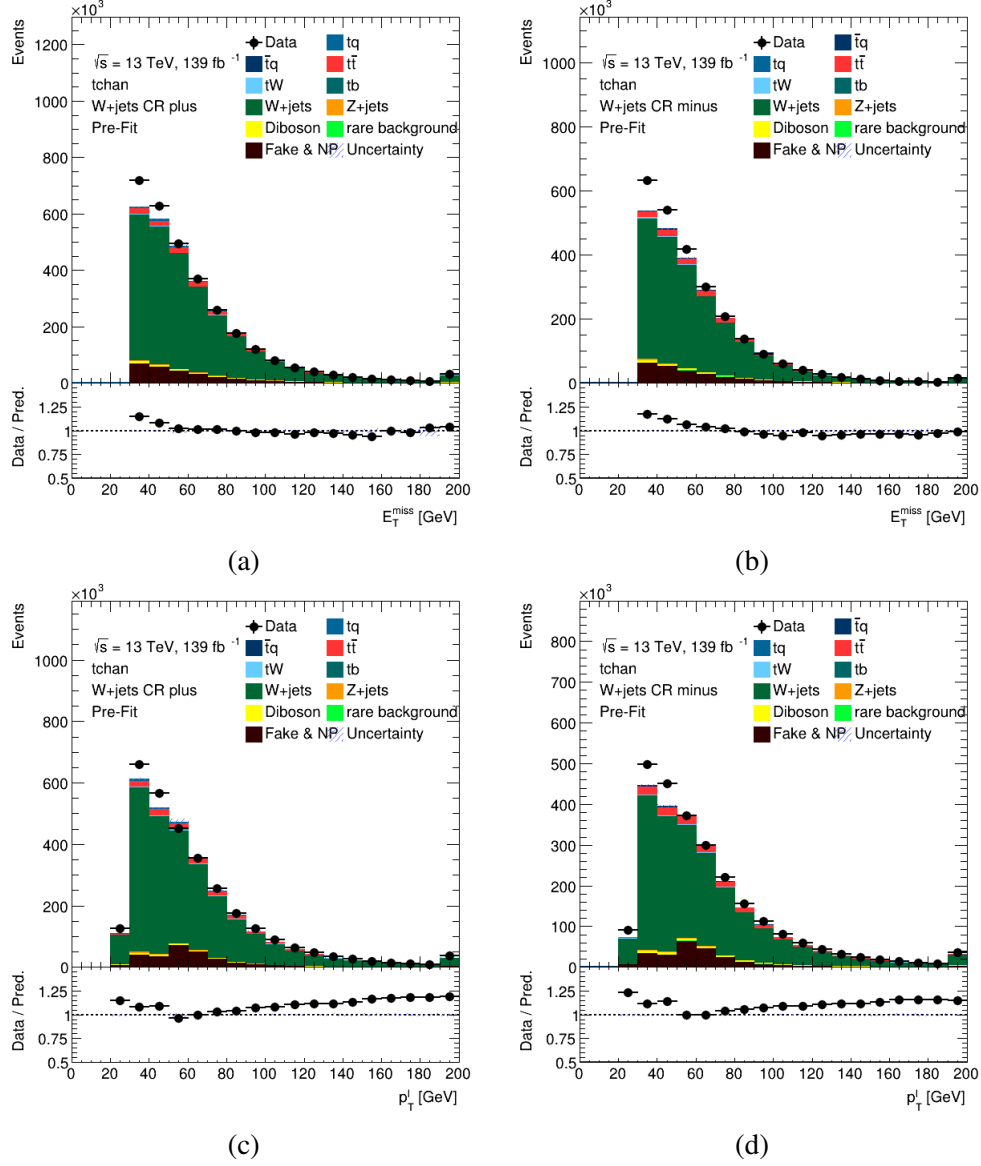 ×10³
Events
1200
1000
800
600
400
200
0
√s = 13 TeV, 139 fb⁻¹
tchan
W+jets CR plus
Pre-Fit
Data
tq
t̄q
tt̄
tW
tb
W+jets
Z+jets
Diboson
rare background
Fake & NP
Uncertainty
Data / Pred.
1.25
1
0.75
0.5
0 20 40 60 80 100 120 140 160 180 200
E_T^miss [GeV]
(a)
×10³
Events
1000
800
600
400
200
0
√s = 13 TeV, 139 fb⁻¹
tchan
W+jets CR minus
Pre-Fit
Data
t̄q
tq
tt̄
tW
tb
W+jets
Z+jets
Diboson
rare background
Fake & NP
Uncertainty
Data / Pred.
1.25
1
0.75
0.5
0 20 40 60 80 100 120 140 160 180 200
E_T^miss [GeV]
(b)
×10³
Events
1000
800
600
400
200
0
√s = 13 TeV, 139 fb⁻¹
tchan
W+jets CR plus
Pre-Fit
Data
tq
t̄q
tt̄
tW
tb
W+jets
Z+jets
Diboson
rare background
Fake & NP
Uncertainty
Data / Pred.
1.25
1
0.75
0.5
0 20 40 60 80 100 120 140 160 180 200
p_T^l [GeV]
(c)
×10³
Events
800
700
600
500
400
300
200
100
0
√s = 13 TeV, 139 fb⁻¹
tchan
W+jets CR minus
Pre-Fit
Data
t̄q
tq
tt̄
tW
tb
W+jets
Z+jets
Diboson
rare background
Fake & NP
Uncertainty
Data / Pred.
1.25
1
0.75
0.5
0 20 40 60 80 100 120 140 160 180 200
p_T^l [GeV]
(d)